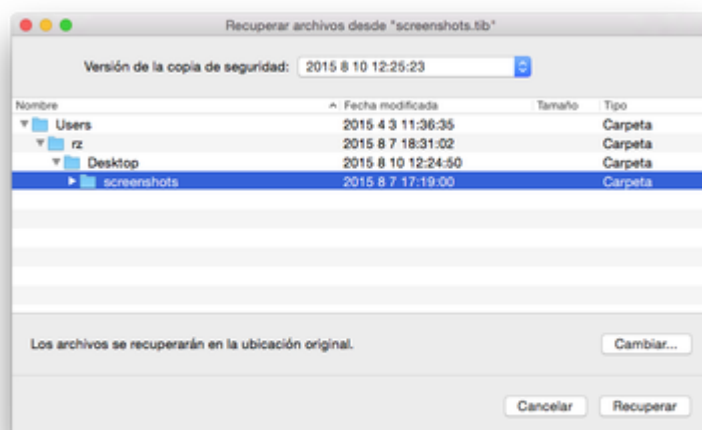 Recuperar archivos desde "screenshots.tib"
Versión de la copia de seguridad: 2015 8 10 12:25:23
Nombre Fecha modificada Tamaño Tipo
Users 2015 4 3 11:36:35 Carpeta
rz 2015 8 7 18:31:02 Carpeta
Desktop 2015 8 10 12:24:50 Carpeta
screenshots 2015 8 7 17:19:00 Carpeta
Los archivos se recuperarán en la ubicación original. Cambiar...
Cancelar Recuperar